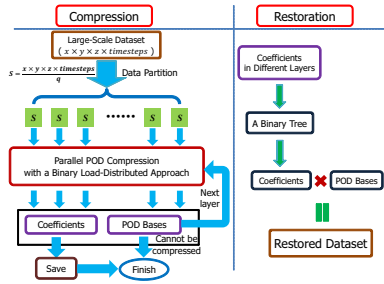 Compression
Large-Scale Dataset
(x × y × z × timesteps)
S = x × y × z × timesteps / q
Data Partition
S S S ...... S S
Parallel POD Compression
with a Binary Load-Distributed Approach
Next
layer
Coefficients
POD Bases
Cannot be
compressed
Save
Finish
Restoration
Coefficients
in Different Layers
A Binary Tree
Coefficients
POD Bases
Restored Dataset